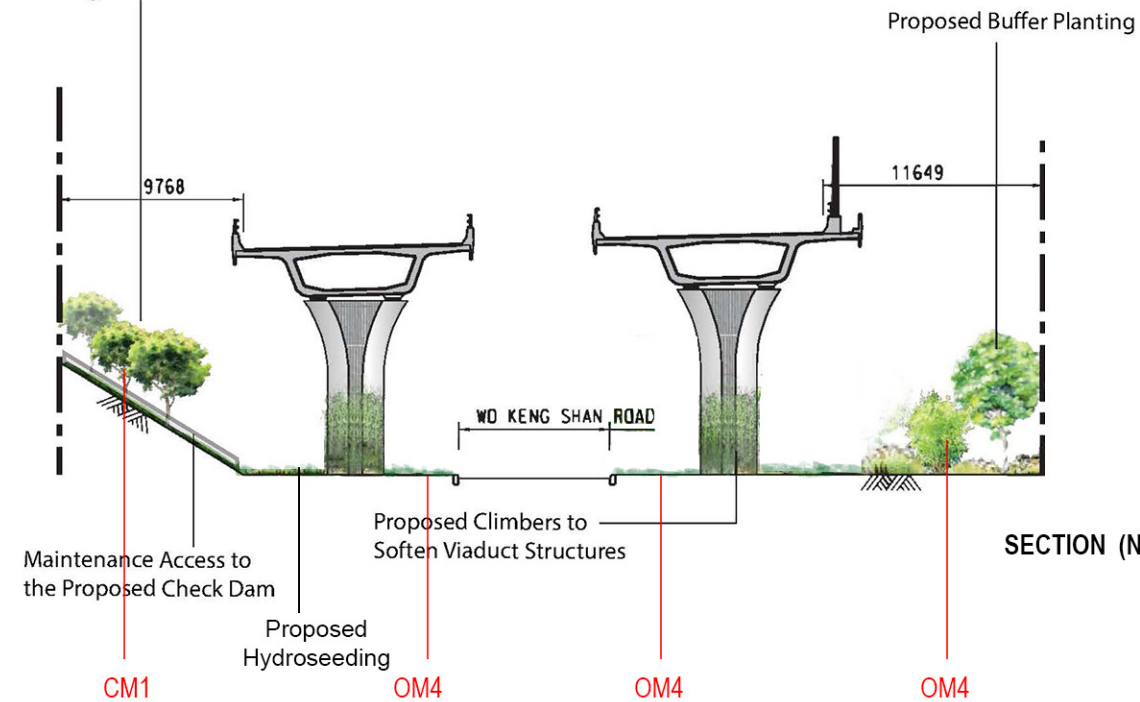 Proposed Buffer Planting
9768
11649
WO KENG SHAN ROAD
Proposed Climbers to
Soften Viaduct Structures
SECTION (N
Maintenance Access to
the Proposed Check Dam
Proposed
Hydroseeding
CM1
OM4
OM4
OM4